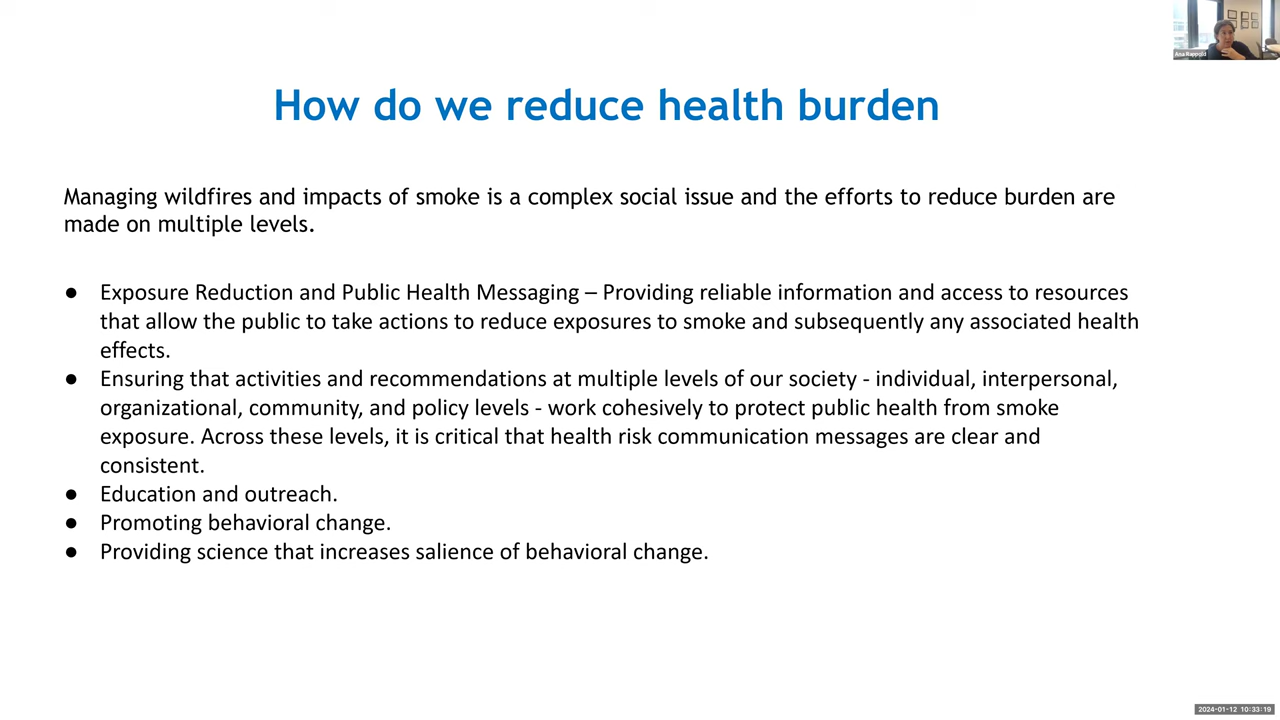 Ana Rappold
How do we reduce health burden
Managing wildfires and impacts of smoke is a complex social issue and the efforts to reduce burden are
made on multiple levels.
● Exposure Reduction and Public Health Messaging – Providing reliable information and access to resources
that allow the public to take actions to reduce exposures to smoke and subsequently any associated health
effects.
● Ensuring that activities and recommendations at multiple levels of our society - individual, interpersonal,
organizational, community, and policy levels - work cohesively to protect public health from smoke
exposure. Across these levels, it is critical that health risk communication messages are clear and
consistent.
● Education and outreach.
● Promoting behavioral change.
● Providing science that increases salience of behavioral change.
2024-01-12 10:33:19